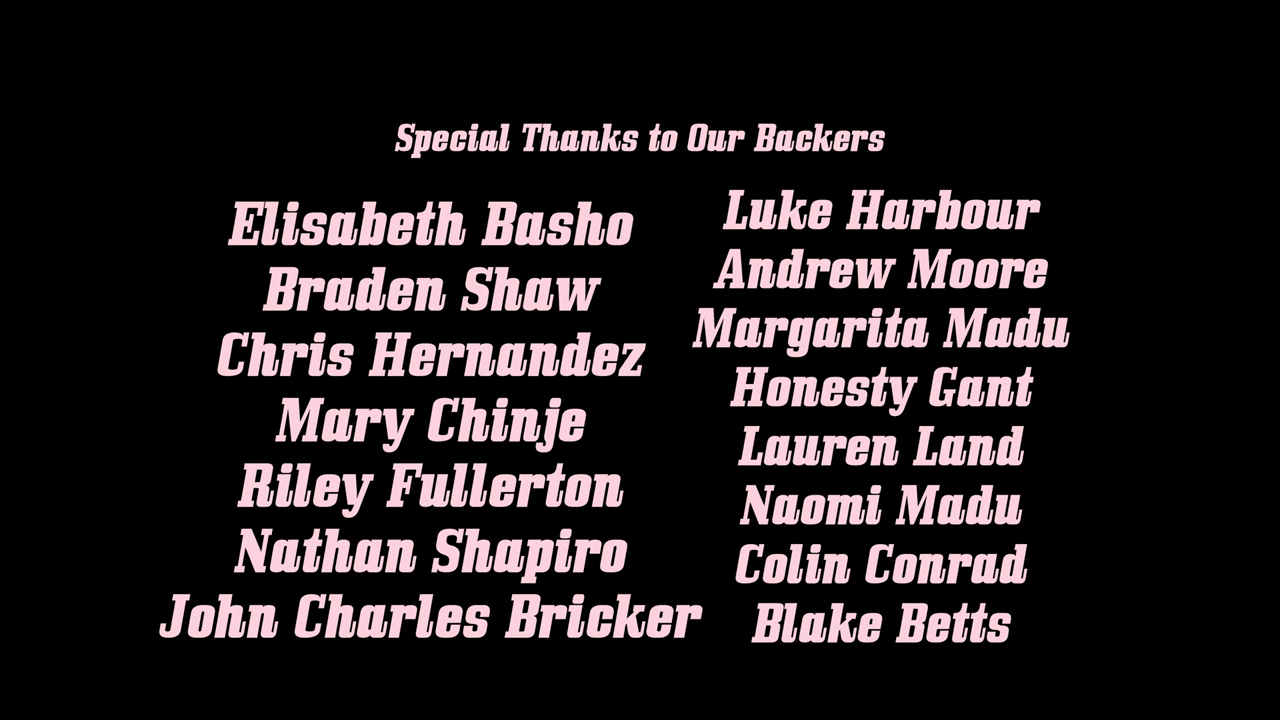 Special Thanks to Our Backers
Elisabeth Basho
Braden Shaw
Chris Hernandez
Mary Chinje
Riley Fullerton
Nathan Shapiro
John Charles Bricker
Luke Harbour
Andrew Moore
Margarita Madu
Honesty Gant
Lauren Land
Naomi Madu
Colin Conrad
Blake Betts